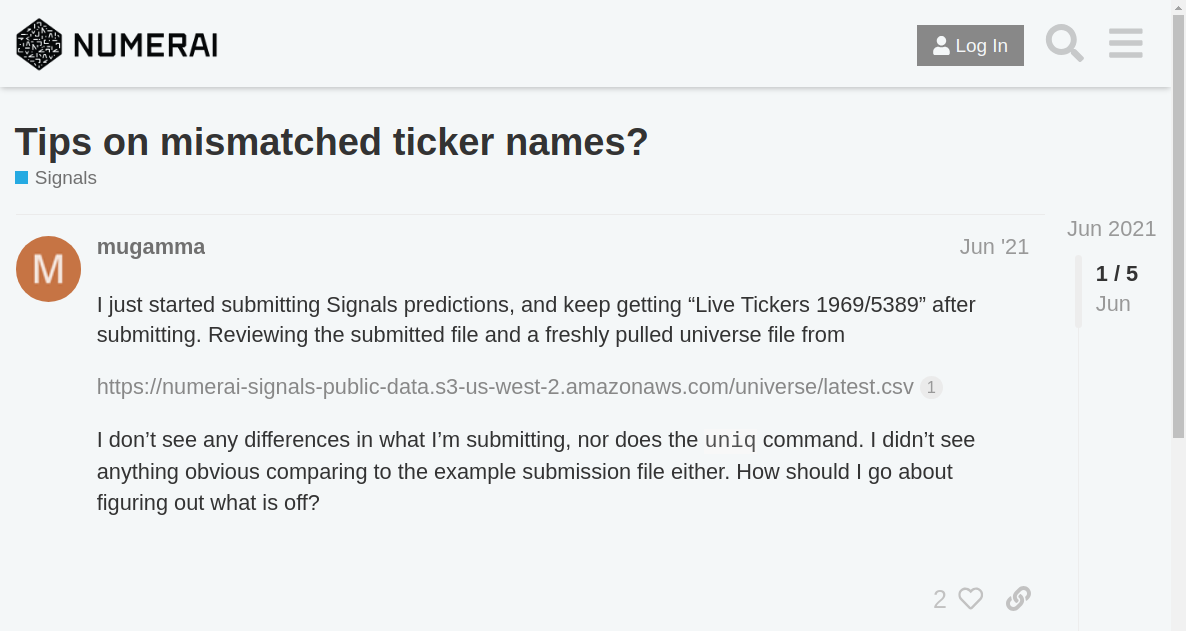 NUMERAI
Log In
Tips on mismatched ticker names?
Signals
Jun 2021
1 / 5
Jun
M
mugamma
Jun '21
I just started submitting Signals predictions, and keep getting “Live Tickers 1969/5389” after
submitting. Reviewing the submitted file and a freshly pulled universe file from
https://numerai-signals-public-data.s3-us-west-2.amazonaws.com/universe/latest.csv 1
I don’t see any differences in what I’m submitting, nor does the uniq command. I didn’t see
anything obvious comparing to the example submission file either. How should I go about
figuring out what is off?
2